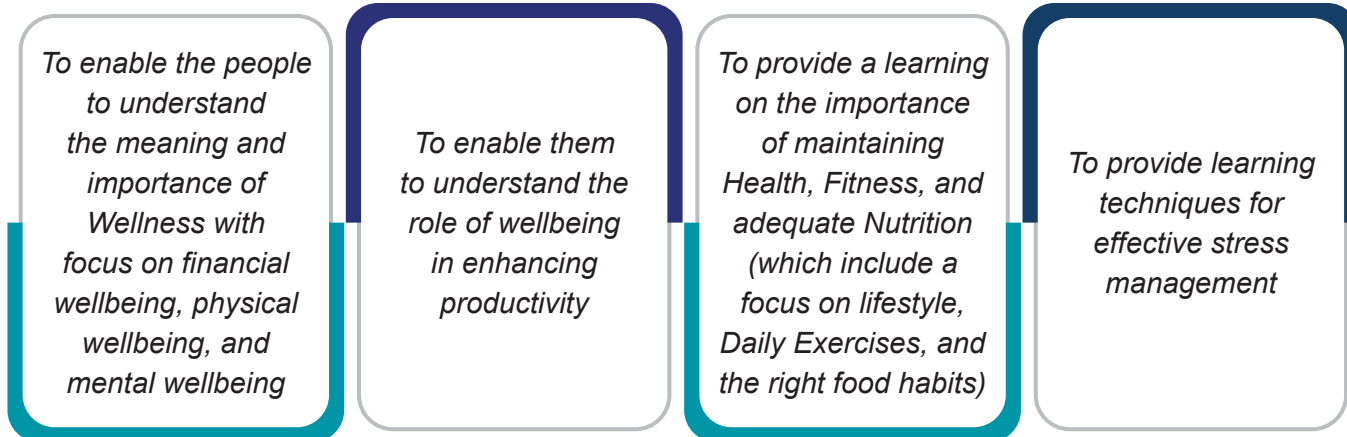 To enable the people
to understand
the meaning and
importance of
Wellness with
focus on financial
wellbeing, physical
wellbeing, and
mental wellbeing
To enable them
to understand the
role of wellbeing
in enhancing
productivity
To provide a learning
on the importance
of maintaining
Health, Fitness, and
adequate Nutrition
(which include a
focus on lifestyle,
Daily Exercises, and
the right food habits)
To provide learning
techniques for
effective stress
management